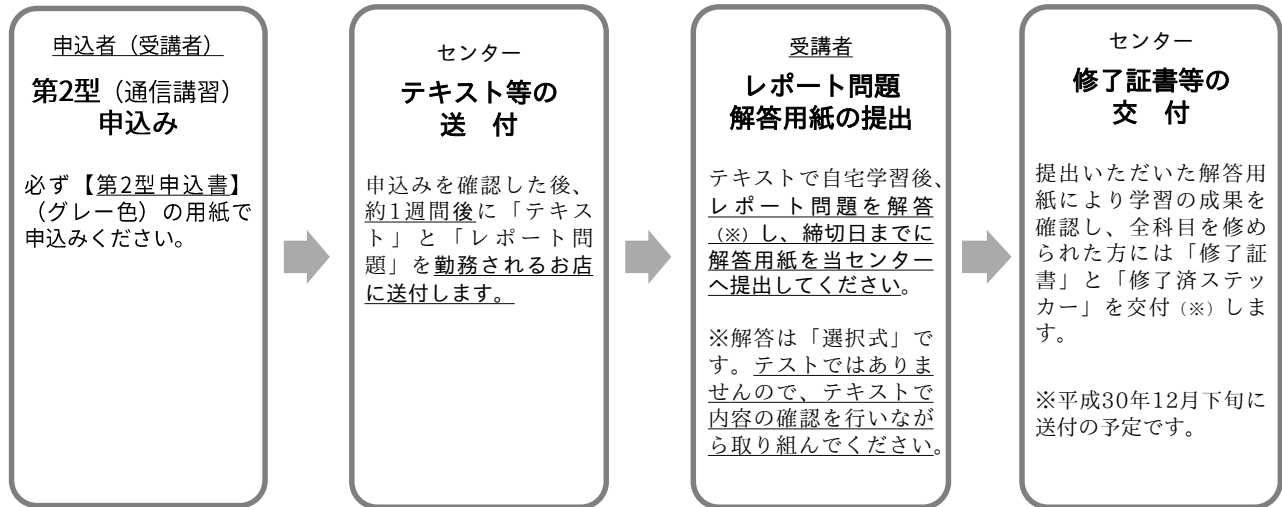 申込者（受講者）
第2型（通信講習）
申込み
必ず【第2型申込書】
（グレー色）の用紙で
申込みください。
センター
テキスト等の
送　付
申込みを確認した後、
約1週間後に「テキス
ト」と「レポート問
題」を勤務されるお店
に送付します。
受講者
レポート問題
解答用紙の提出
テキストで自宅学習後、
レポート問題を解答
（※）し、締切日までに
解答用紙を当センター
へ提出してください。
※解答は「選択式」で
す。テストではありま
せんので、テキストで
内容の確認を行いなが
ら取り組んでください。
センター
修了証書等の
交　付
提出いただいた解答用
紙により学習の成果を
確認し、全科目を修め
られた方には「修了証
書」と「修了済ステッ
カー」を交付（※）しま
す。
※平成30年12月下旬に
送付の予定です。